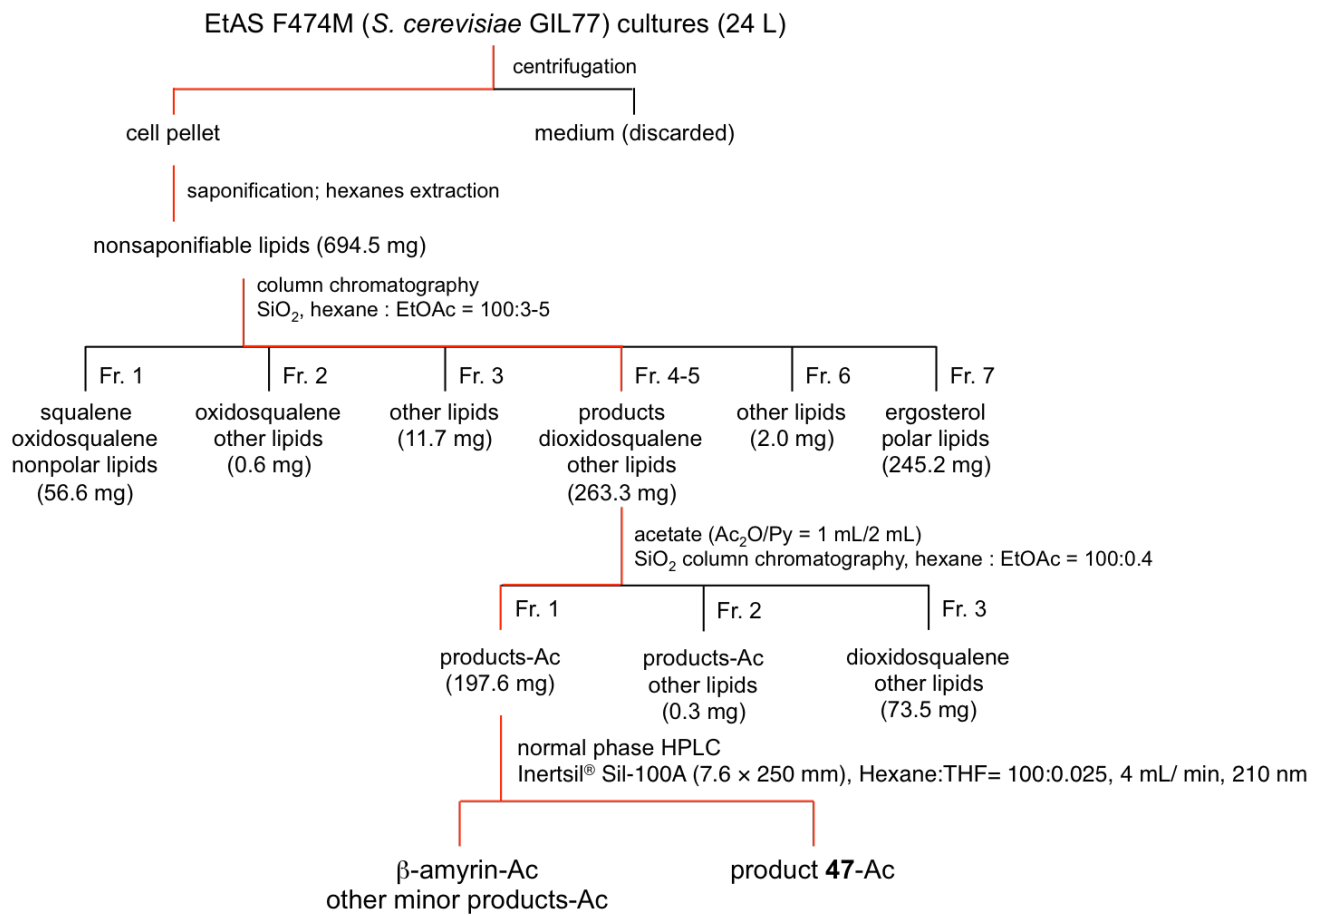 EtAS F474M (S. cerevisiae GIL77) cultures (24 L)
centrifugation
cell pellet
medium (discarded)
saponification; hexanes extraction
nonsaponifiable lipids (694.5 mg)
column chromatography
SiO₂, hexane : EtOAc = 100:3-5
Fr. 1
squalene
oxidosqualene
nonpolar lipids
(56.6 mg)
Fr. 2
oxidosqualene
other lipids
(0.6 mg)
Fr. 3
other lipids
(11.7 mg)
Fr. 4-5
products
dioxidosqualene
other lipids
(263.3 mg)
Fr. 6
other lipids
(2.0 mg)
Fr. 7
ergosterol
polar lipids
(245.2 mg)
acetate (Ac₂O/Py = 1 mL/2 mL)
SiO₂ column chromatography, hexane : EtOAc = 100:0.4
Fr. 1
products-Ac
(197.6 mg)
Fr. 2
products-Ac
other lipids
(0.3 mg)
Fr. 3
dioxidosqualene
other lipids
(73.5 mg)
normal phase HPLC
Inertsil® Sil-100A (7.6 × 250 mm), Hexane:THF= 100:0.025, 4 mL/ min, 210 nm
β-amyrin-Ac
other minor products-Ac
product 47-Ac